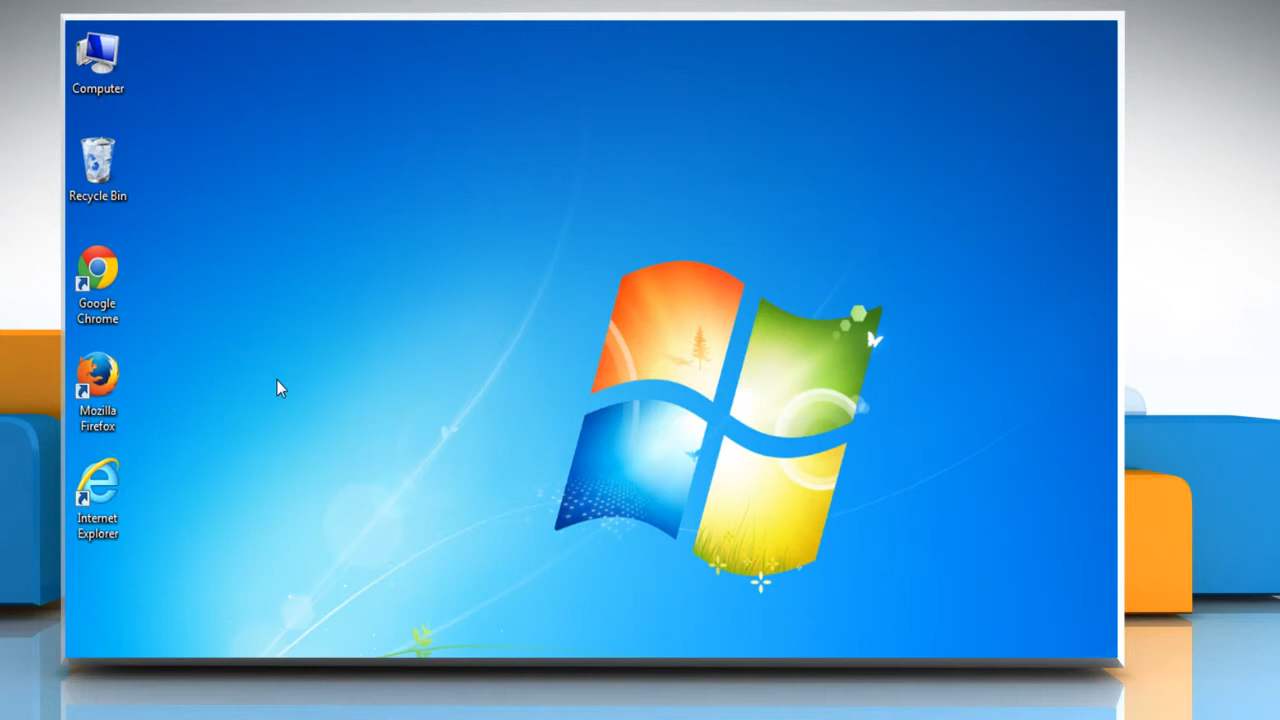 Computer
Recycle Bin
Google
Chrome
Mozilla
Firefox
Internet
Explorer